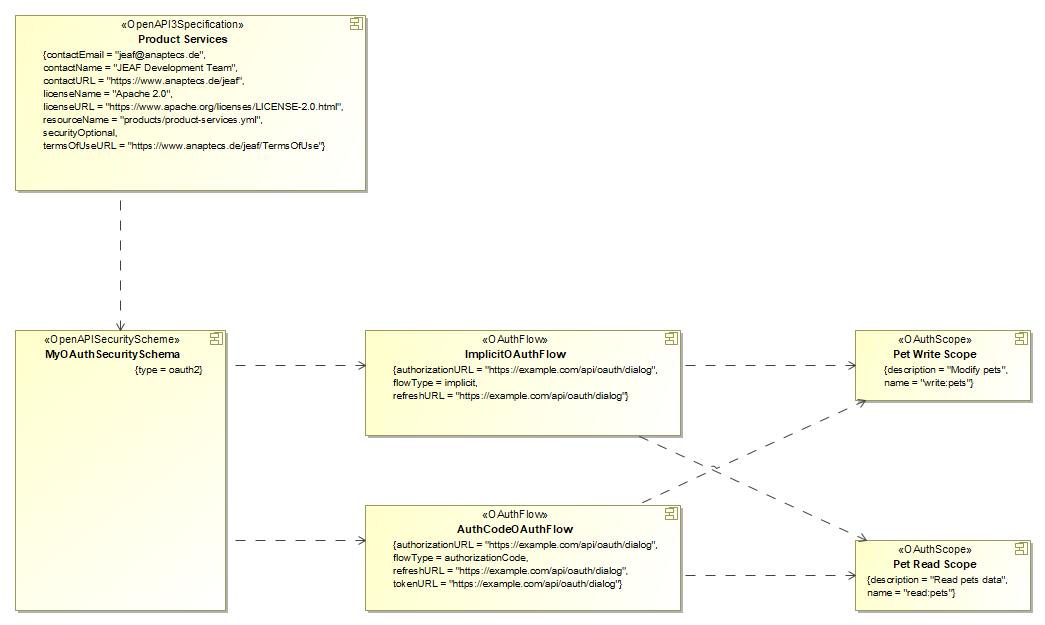 «OpenAPI3Specification»
Product Services
{contactEmail = "jeaf@anaptecs.de",
contactName = "JEAF Development Team",
contactURL = "https://www.anaptecs.de/jeaf",
licenseName = "Apache 2.0",
licenseURL = "https://www.apache.org/licenses/LICENSE-2.0.html",
resourceName = "products/product-services.yml",
securityOptional,
termsOfUseURL = "https://www.anaptecs.de/jeaf/TermsOfUse"}
«OpenAPISecurityScheme»
MyOAuthSecuritySchema
{type = oauth2}
«OAuthFlow»
ImplicitOAuthFlow
{authorizationURL = "https://example.com/api/oauth/dialog",
flowType = implicit,
refreshURL = "https://example.com/api/oauth/dialog"}
«OAuthScope»
Pet Write Scope
{description = "Modify pets",
name = "write:pets"}
«OAuthFlow»
AuthCodeOAuthFlow
{authorizationURL = "https://example.com/api/oauth/dialog",
flowType = authorizationCode,
refreshURL = "https://example.com/api/oauth/dialog",
tokenURL = "https://example.com/api/oauth/dialog"}
«OAuthScope»
Pet Read Scope
{description = "Read pets data",
name = "read:pets"}